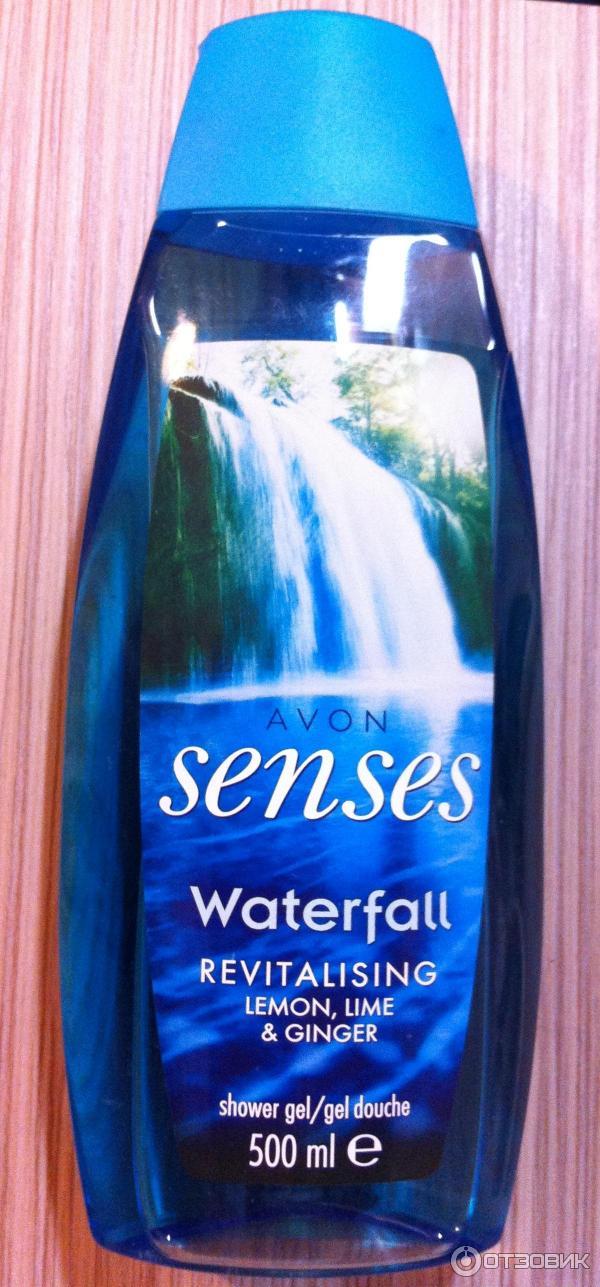 AVON
senses
Waterfall
REVITALISING
LEMON, LIME
& GINGER
shower gel/gel douche
500 ml ℮
ОТЗОВИК